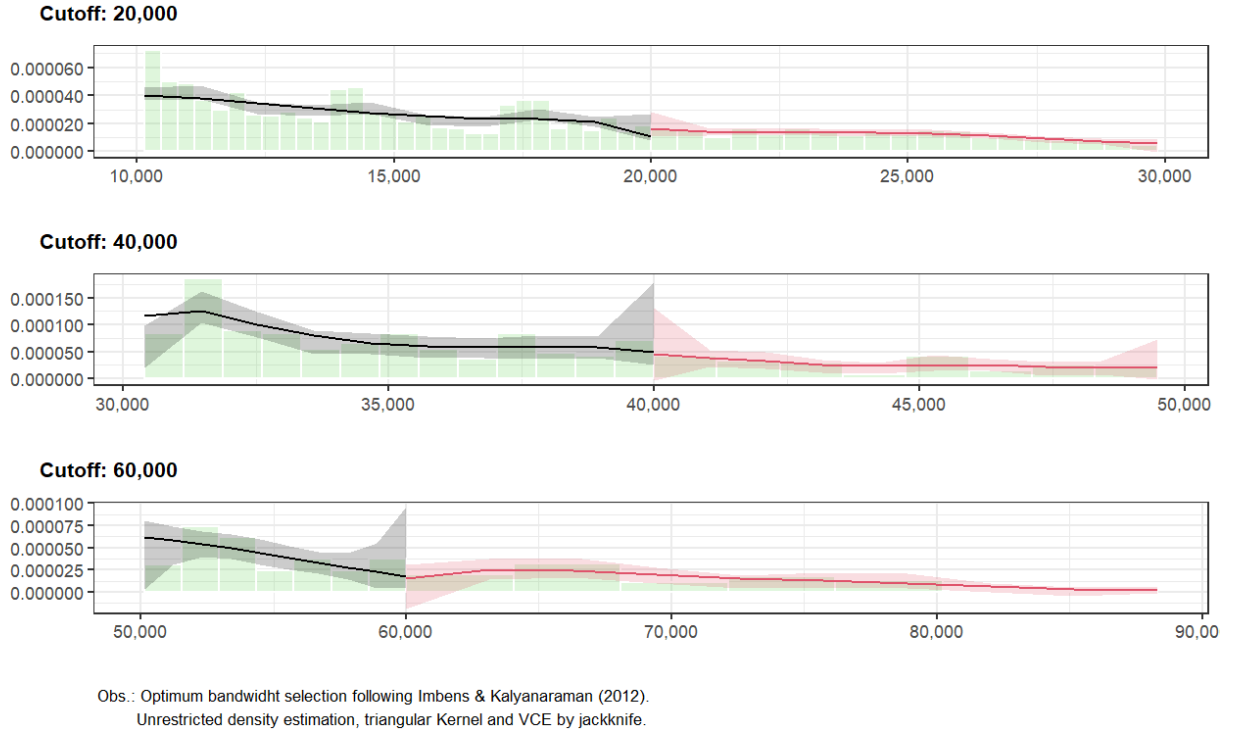 Cutoff: 20,000
0.000060
0.000040
0.000020
0.000000
10,000 15,000 20,000 25,000 30,000
Cutoff: 40,000
0.000150
0.000100
0.000050
0.000000
30,000 35,000 40,000 45,000 50,000
Cutoff: 60,000
0.000100
0.000075
0.000050
0.000025
0.000000
50,000 60,000 70,000 80,000 90,00
Obs.: Optimum bandwidht selection following Imbens & Kalyanaraman (2012).
Unrestricted density estimation, triangular Kernel and VCE by jackknife.